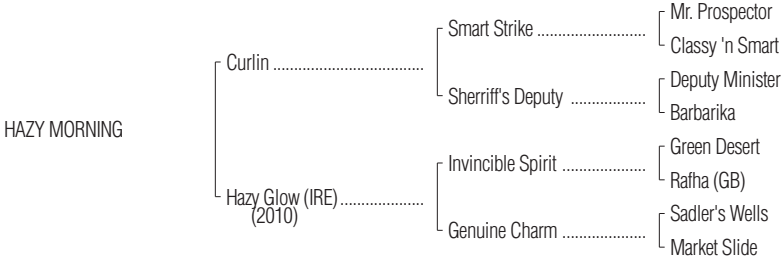 Mr. Prospector
Smart Strike ..........................
Classy 'n Smart
Curlin ....................................
Deputy Minister
Sherriff's Deputy ..................
Barbarika
HAZY MORNING
Green Desert
Invincible Spirit ....................
Rafha (GB)
Hazy Glow (IRE)....................
(2010)
Sadler's Wells
Genuine Charm ....................
Market Slide